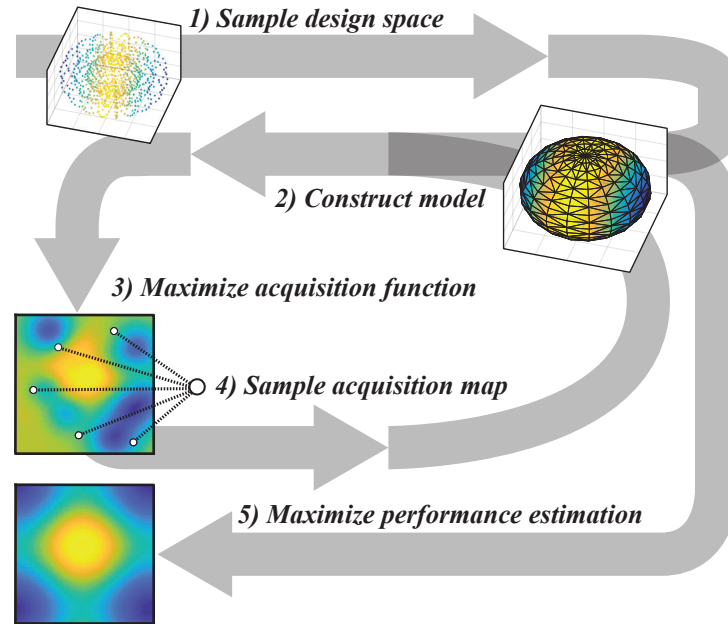 1) Sample design space
2) Construct model
3) Maximize acquisition function
4) Sample acquisition map
5) Maximize performance estimation